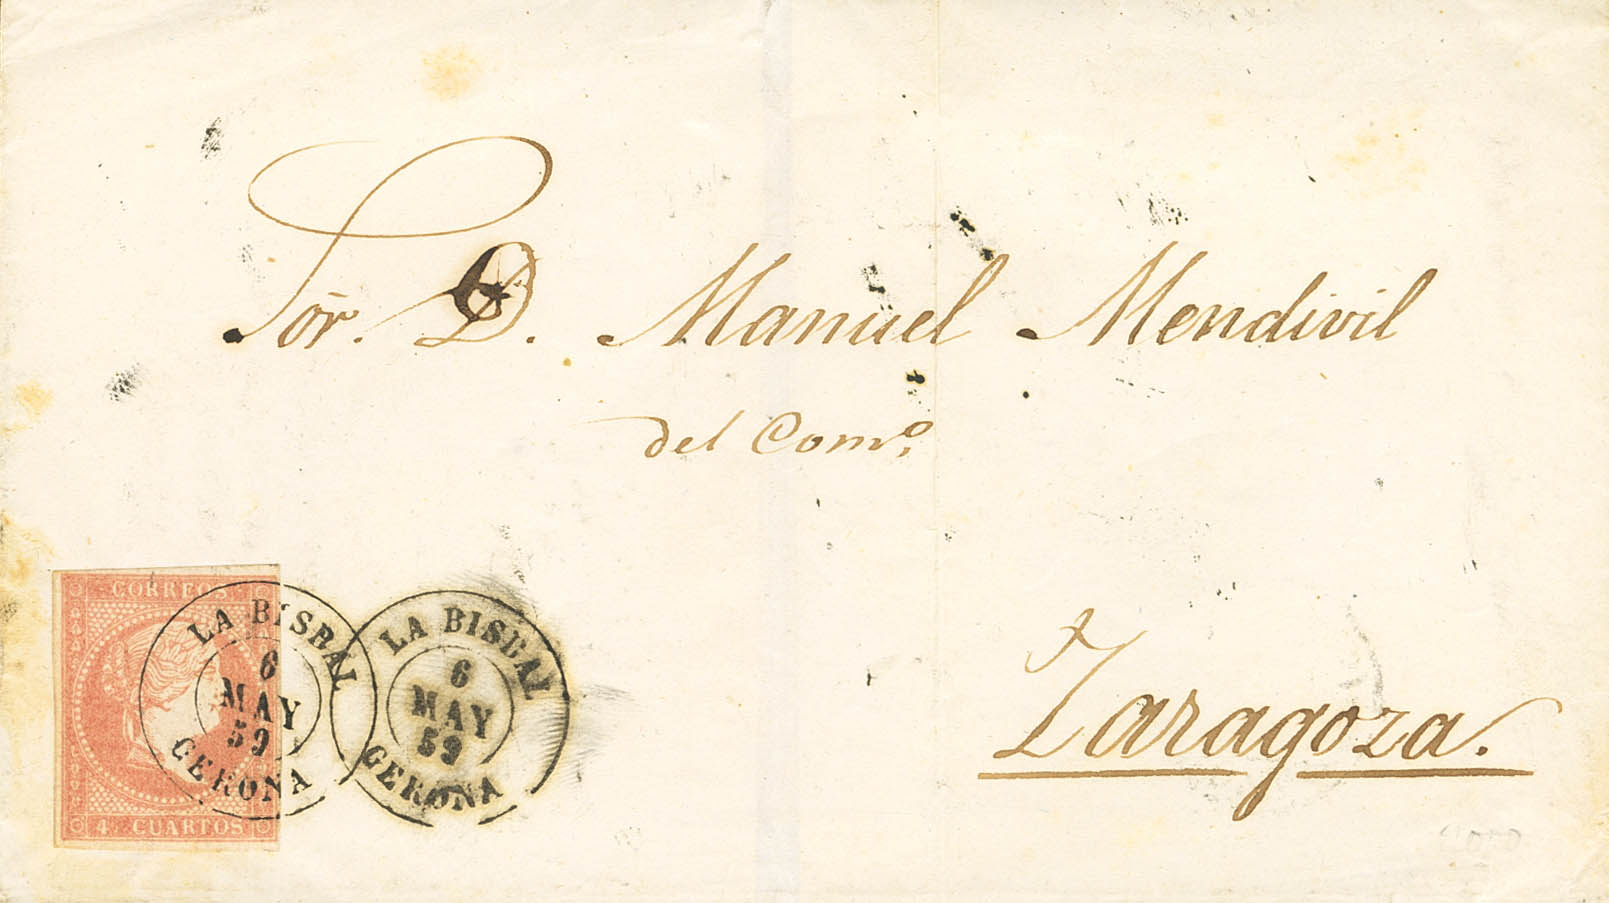 Sör. D. Manuel Mendivil
del Comº.
Zaragoza.
CORREOS
4 CUARTOS
LA BISBAL
6
MAY
59
GERONA
LA BISBAL
6
MAY
59
GERONA